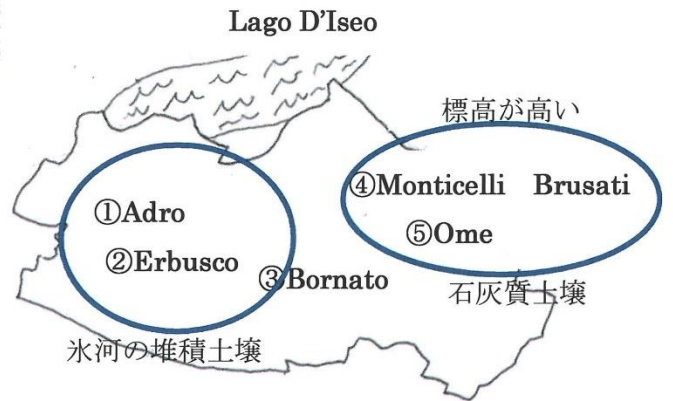 Lago D'Iseo
標高が高い
④Monticelli Brusati
①Adro
⑤Ome
②Erbusco
③Bornato
石灰質土壌
氷河の堆積土壌